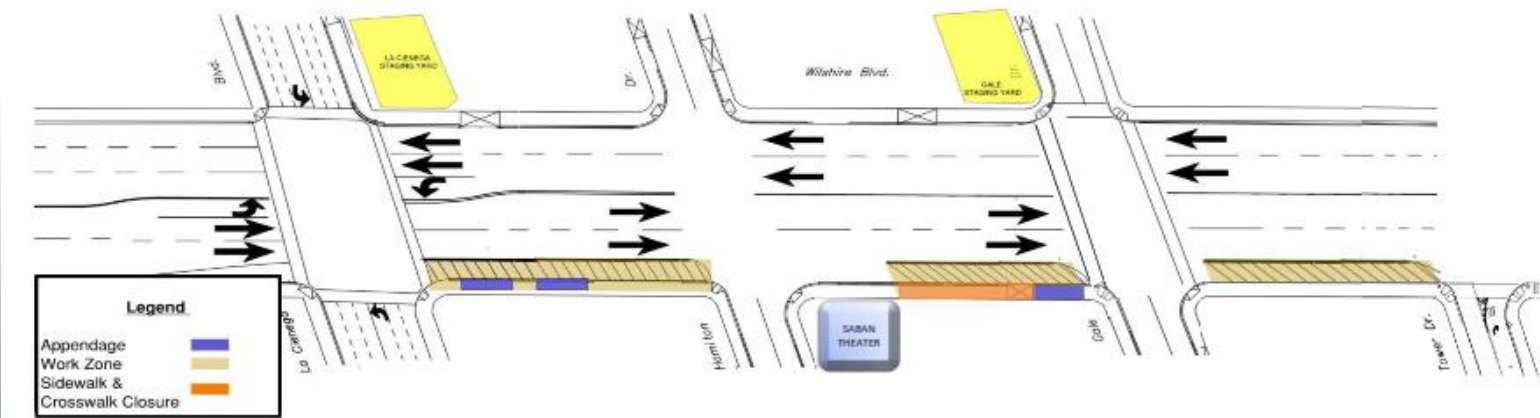 LA CIENEGA
STAGING YARD
Blvd.
Dr.
Wilshire Blvd.
Dr.
GALE
STAGING YARD
Legend
Appendage
Work Zone
Sidewalk &
Crosswalk Closure
La Cienega
Hamilton
SABAN
THEATER
Gale
Tower Dr.